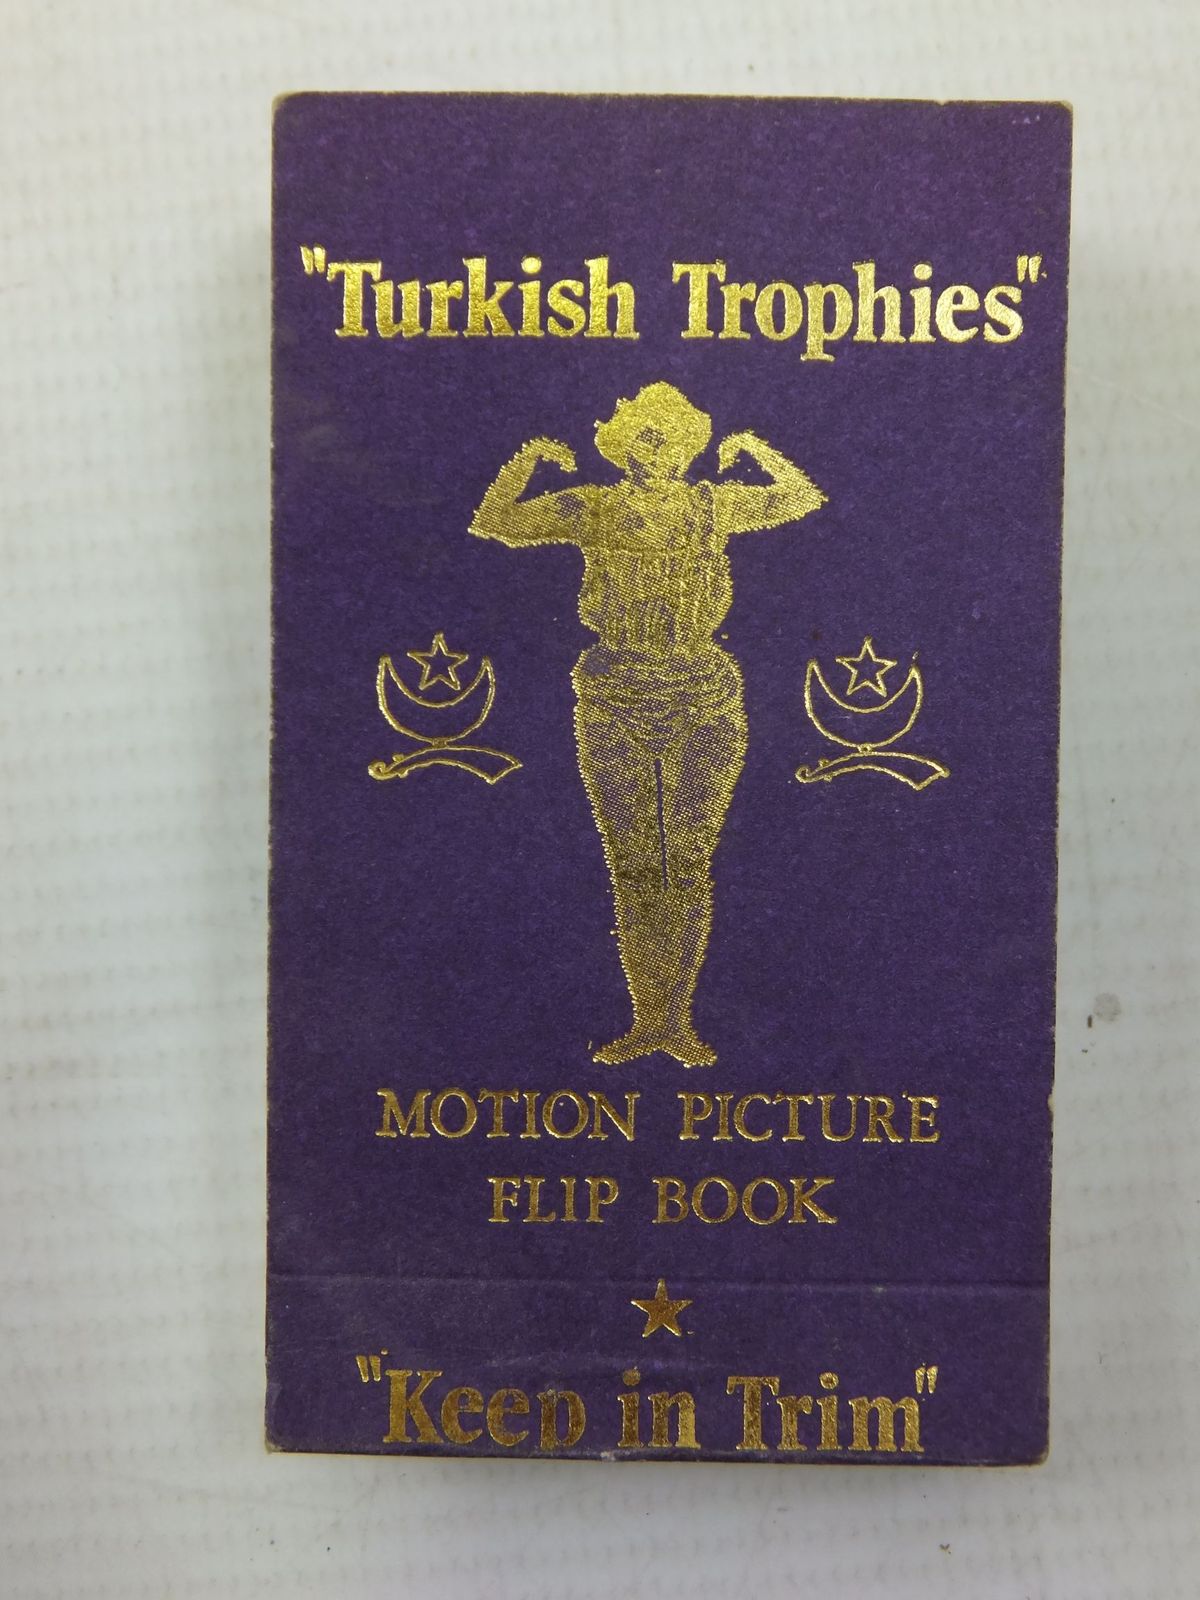 "Turkish Trophies"
MOTION PICTURE
FLIP BOOK
"Keep in Trim"